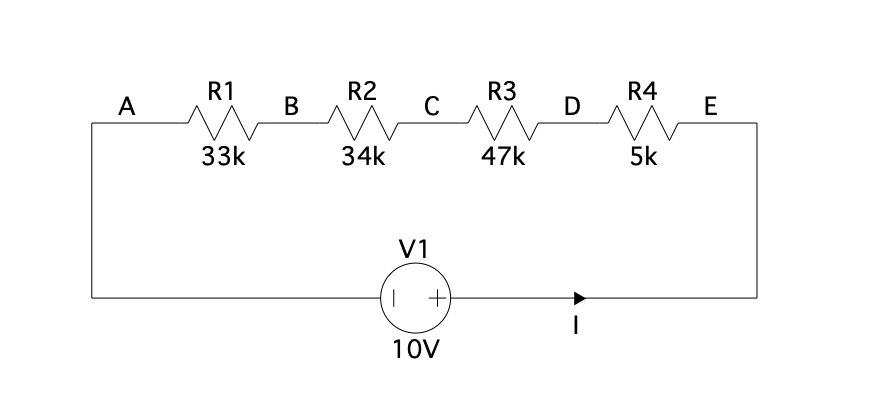 R1 R2 R3 R4
A B C D E
33k 34k 47k 5k
V1
− +
I
10V